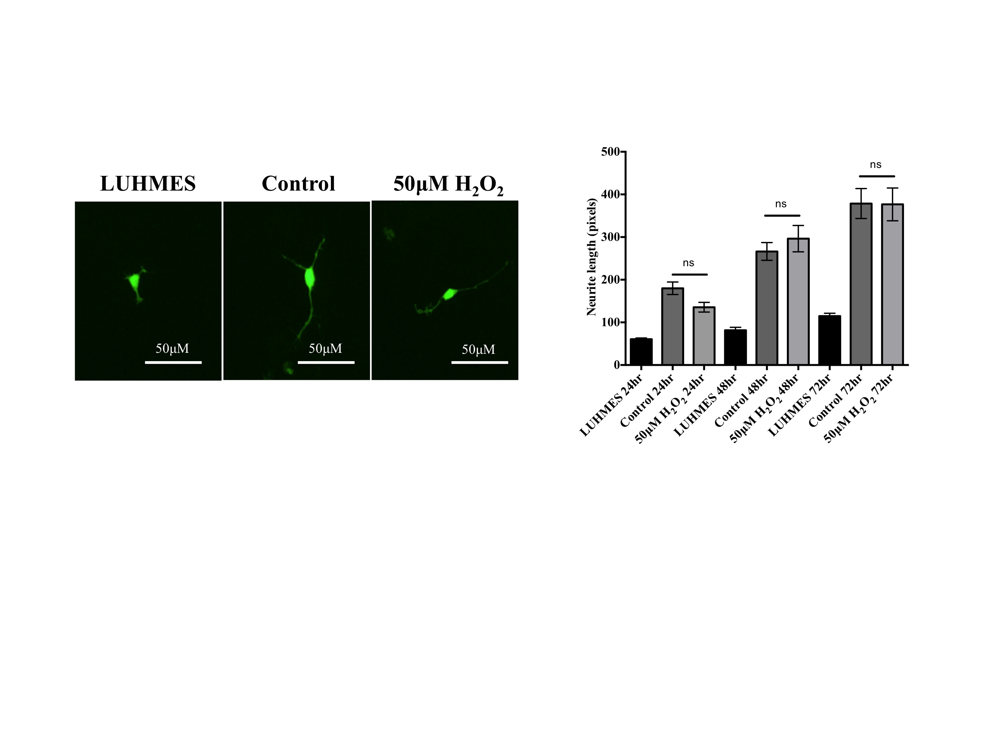 LUHMES
Control
50μM H₂O₂
50μM
50μM
50μM
Neurite length (pixels)
500
400
300
200
100
0
ns
ns
ns
LUHMES 24hr
Control 24hr
50μM H₂O₂ 24hr
LUHMES 48hr
Control 48hr
50μM H₂O₂ 48hr
LUHMES 72hr
Control 72hr
50μM H₂O₂ 72hr